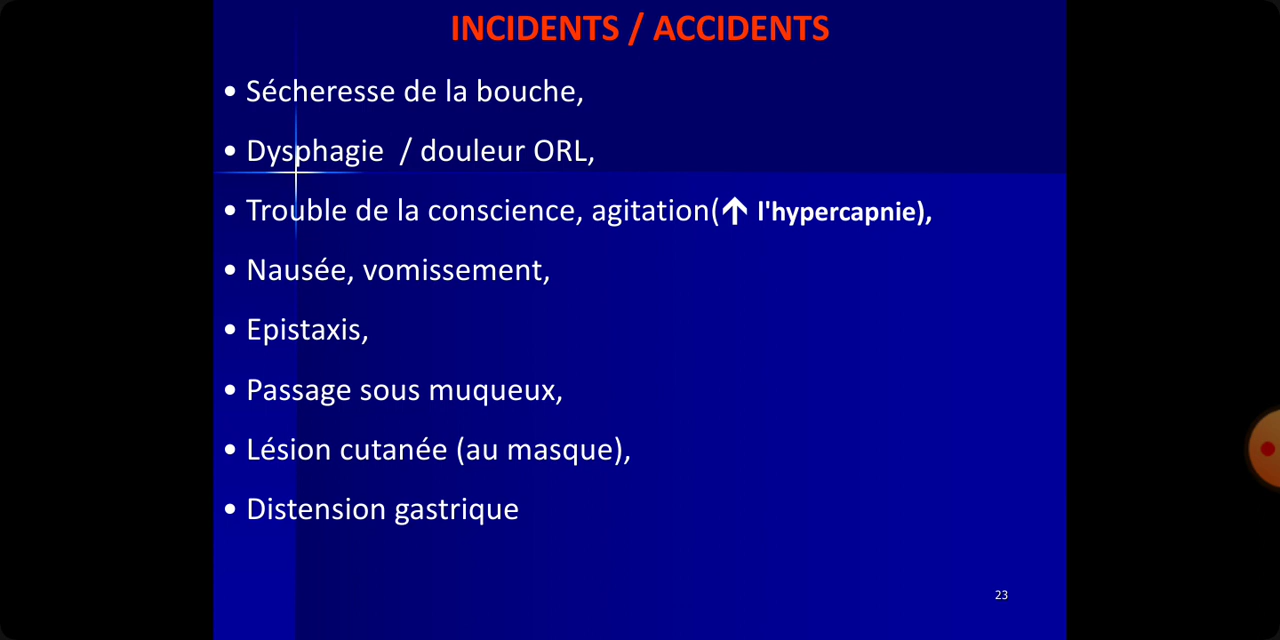 INCIDENTS / ACCIDENTS
• Sécheresse de la bouche,
• Dysphagie / douleur ORL,
• Trouble de la conscience, agitation(🡹 l'hypercapnie),
• Nausée, vomissement,
• Epistaxis,
• Passage sous muqueux,
• Lésion cutanée (au masque),
• Distension gastrique
23